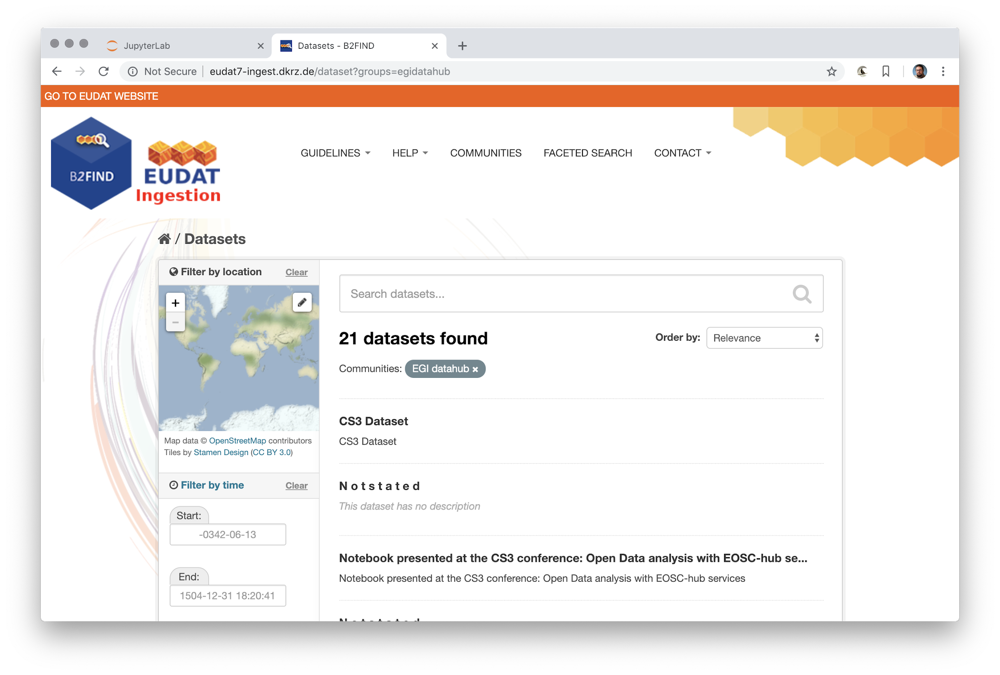 JupyterLab
Datasets - B2FIND
Not Secure
eudat7-ingest.dkrz.de/dataset?groups=egidatahub
GO TO EUDAT WEBSITE
B2FIND
EUDAT
Ingestion
GUIDELINES
HELP
COMMUNITIES
FACETED SEARCH
CONTACT
/ Datasets
Filter by location
Clear
+
−
Map data © OpenStreetMap contributors
Tiles by Stamen Design (CC BY 3.0)
Filter by time
Clear
Start:
-0342-06-13
End:
1504-12-31 18:20:41
Search datasets...
21 datasets found
Order by:
Relevance
Communities: EGI datahub ×
CS3 Dataset
CS3 Dataset
N o t s t a t e d
This dataset has no description
Notebook presented at the CS3 conference: Open Data analysis with EOSC-hub se...
Notebook presented at the CS3 conference: Open Data analysis with EOSC-hub services